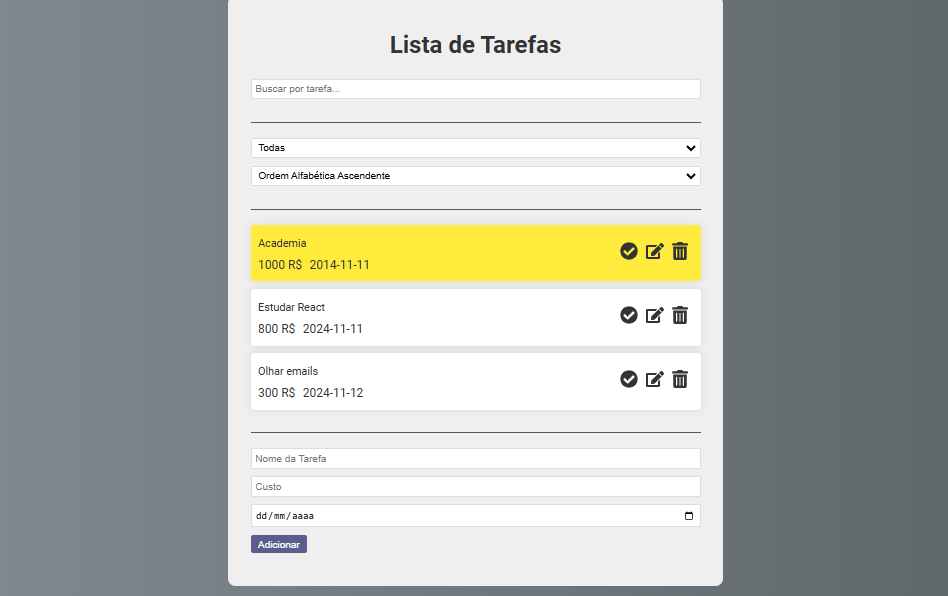 Lista de Tarefas
Buscar por tarefa...
Todas
Ordem Alfabética Ascendente
Academia
1000 R$ 2014-11-11
Estudar React
800 R$ 2024-11-11
Olhar emails
300 R$ 2024-11-12
Nome da Tarefa
Custo
dd/mm/aaaa
Adicionar